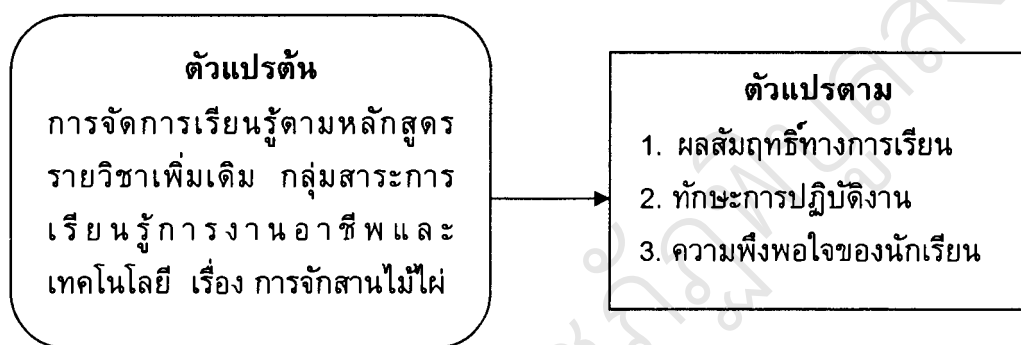 ตัวแปรต้น
การจัดการเรียนรู้ตามหลักสูตร
รายวิชาเพิ่มเติม กลุ่มสาระการ
เรียนรู้การงานอาชีพและ
เทคโนโลยี เรื่อง การจักสานไม้ไผ่
ตัวแปรตาม
1. ผลสัมฤทธิ์ทางการเรียน
2. ทักษะการปฏิบัติงาน
3. ความพึงพอใจของนักเรียน